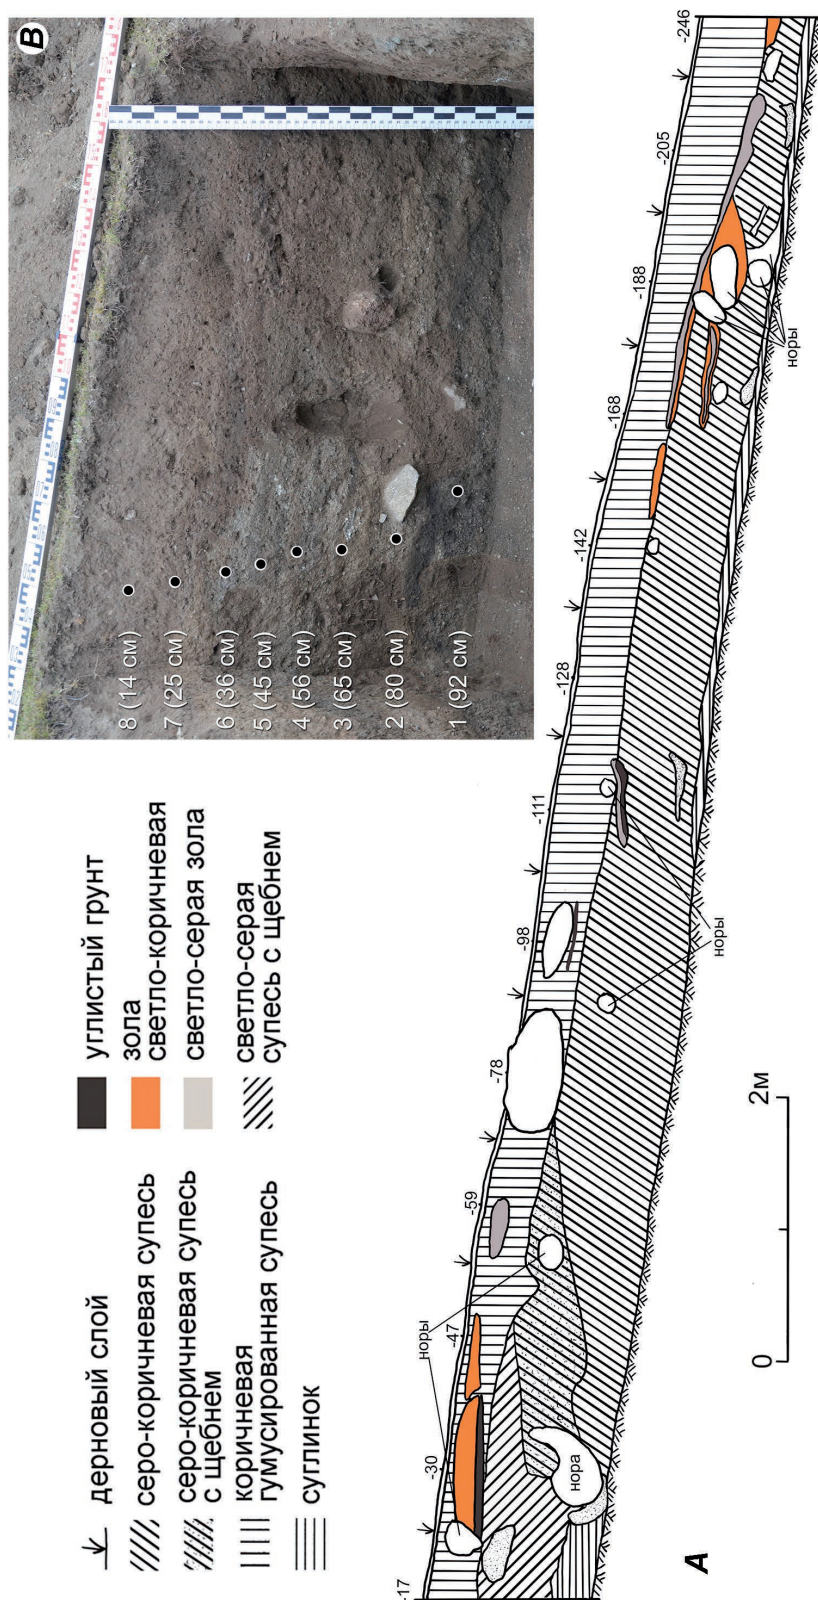 B
8 (14 см)
7 (25 см)
6 (36 см)
5 (45 см)
4 (56 см)
3 (65 см)
2 (80 см)
1 (92 см)
дерновый слой
серо-коричневая супесь
серо-коричневая супесь
с щебнем
коричневая
гумусированная супесь
суглинок
углистый грунт
зола
светло-коричневая
светло-серая зола
светло-серая
супесь с щебнем
-17
-30
-47
-59
-78
-98
-111
-128
-142
-168
-188
-205
-246
норы
нора
норы
норы
A
0
2м